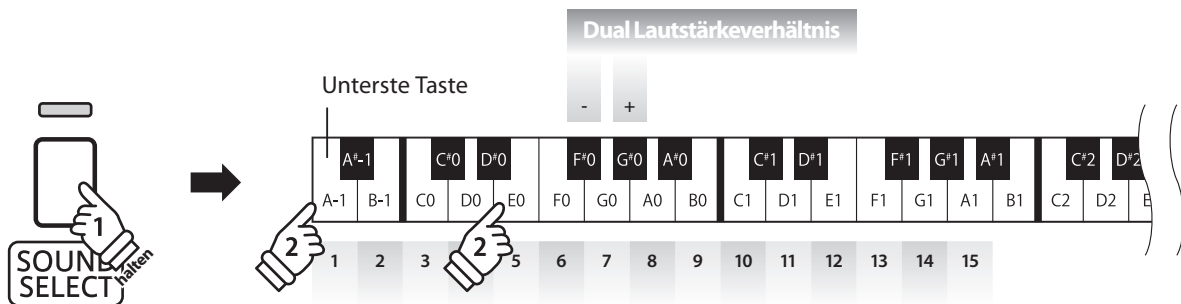 Dual Lautstärkeverhältnis
Unterste Taste
- +
A#-1 C#0 D#0 F#0 G#0 A#0 C#1 D#1 F#1 G#1 A#1 C#2 D#2
A-1 B-1 C0 D0 E0 F0 G0 A0 B0 C1 D1 E1 F1 G1 A1 B1 C2 D2 E
1
2 2
halten
1 2 3 5 6 7 8 9 10 11 12 13 14 15
SOUND
SELECT